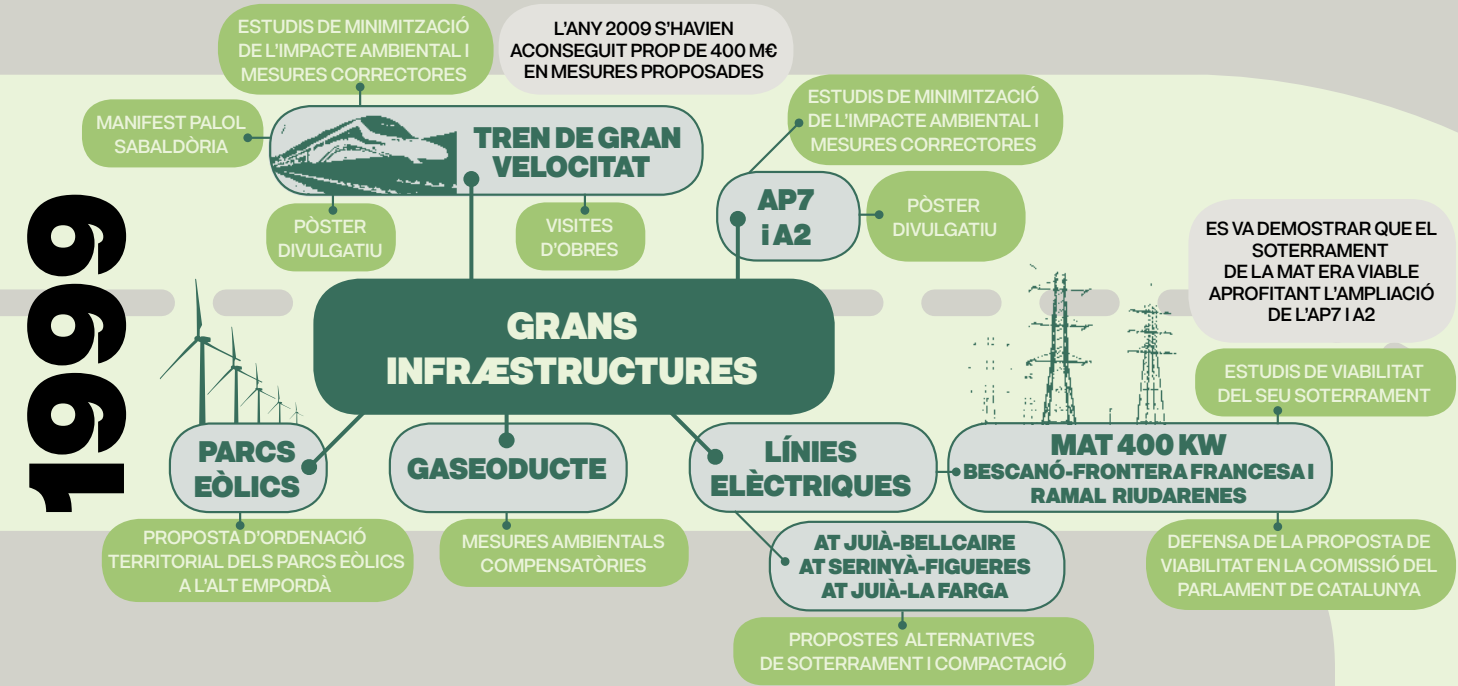 1999
ESTUDIS DE MINIMITZACIÓ
DE L'IMPACTE AMBIENTAL I
MESURES CORRECTORES
L'ANY 2009 S'HAVIEN
ACONSEGUIT PROP DE 400 M€
EN MESURES PROPOSADES
MANIFEST PALOL
SABALDÒRIA
TREN DE GRAN
VELOCITAT
PÒSTER
DIVULGATIU
VISITES
D'OBRES
ESTUDIS DE MINIMITZACIÓ
DE L'IMPACTE AMBIENTAL I
MESURES CORRECTORES
AP7
i A2
PÒSTER
DIVULGATIU
ES VA DEMOSTRAR QUE EL
SOTERRAMENT
DE LA MAT ERA VIABLE
APROFITANT L'AMPLIACIÓ
DE L'AP7 I A2
GRANS
INFRÆSTRUCTURES
ESTUDIS DE VIABILITAT
DEL SEU SOTERRAMENT
PARCS
EÒLICS
GASEODUCTE
LÍNIES
ELÈCTRIQUES
MAT 400 KW
BESCANÓ-FRONTERA FRANCESA I
RAMAL RIUDARENES
PROPOSTA D'ORDENACIÓ
TERRITORIAL DELS PARCS EÒLICS
A L'ALT EMPORDÀ
MESURES AMBIENTALS
COMPENSATÒRIES
AT JUIÀ-BELLCAIRE
AT SERINYÀ-FIGUERES
AT JUIÀ-LA FARGA
DEFENSA DE LA PROPOSTA DE
VIABILITAT EN LA COMISSIÓ DEL
PARLAMENT DE CATALUNYA
PROPOSTES ALTERNATIVES
DE SOTERRAMENT I COMPACTACIÓ